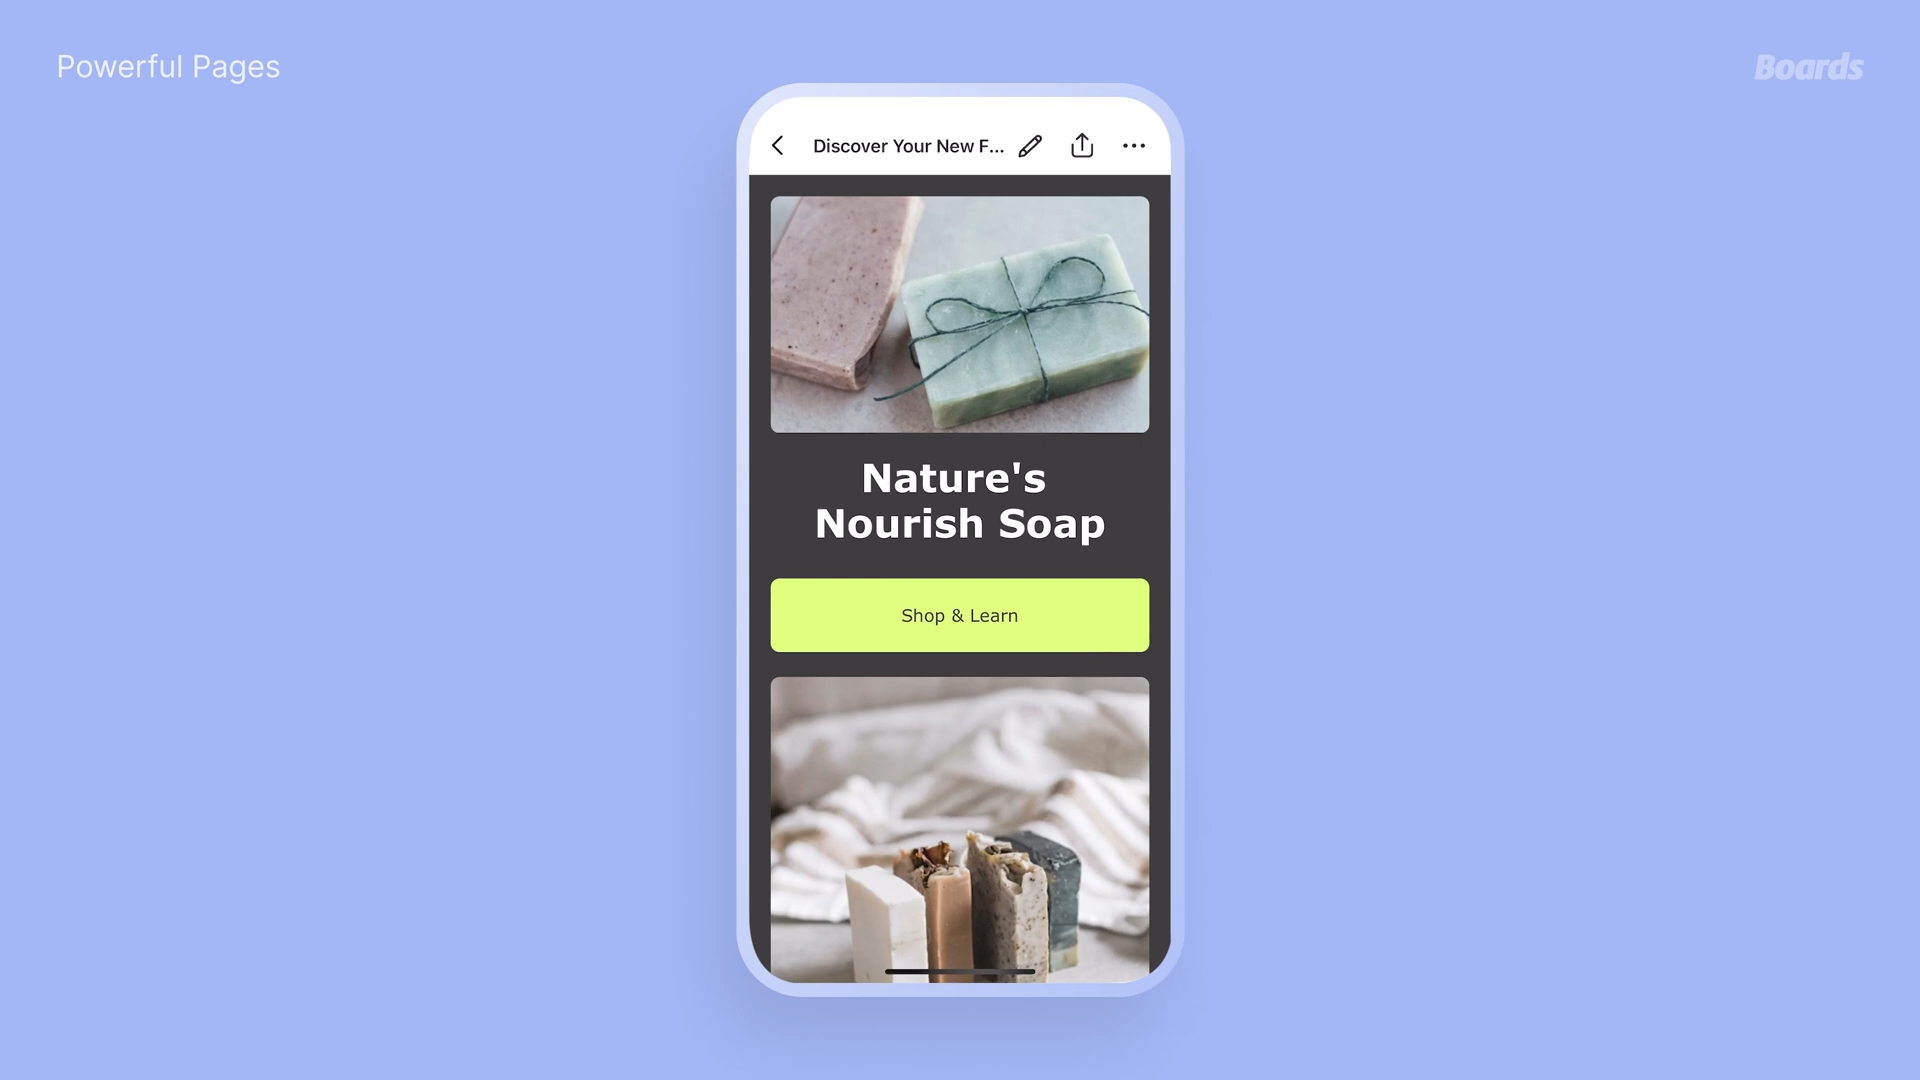 Powerful Pages
Boards
Discover Your New F...
Nature's
Nourish Soap
Shop & Learn